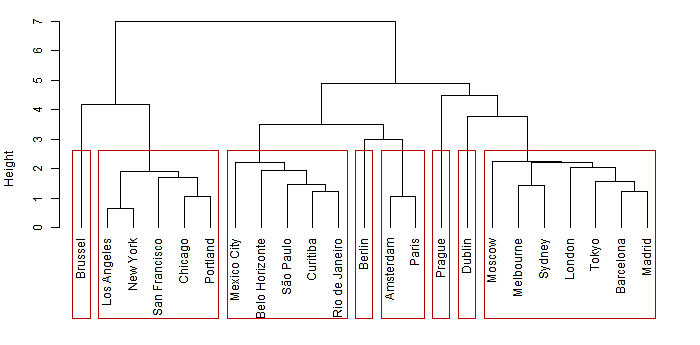 7
6
5
4
3
2
1
0
Height
Brussel
Los Angeles
New York
San Francisco
Chicago
Portland
Mexico City
Belo Horizonte
São Paulo
Curitiba
Rio de Janeiro
Berlin
Amsterdam
Paris
Prague
Dublin
Moscow
Melbourne
Sydney
London
Tokyo
Barcelona
Madrid